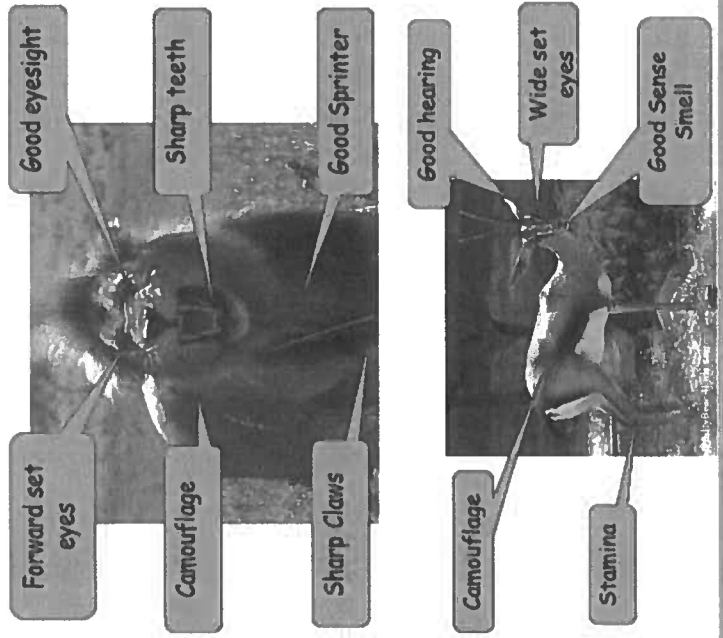 Forward set
eyes
Good eyesight
Camouflage
Sharp teeth
Sharp Claws
Good Sprinter
Camouflage
Good hearing
Wide set
eyes
Stamina
Good Sense
Smell